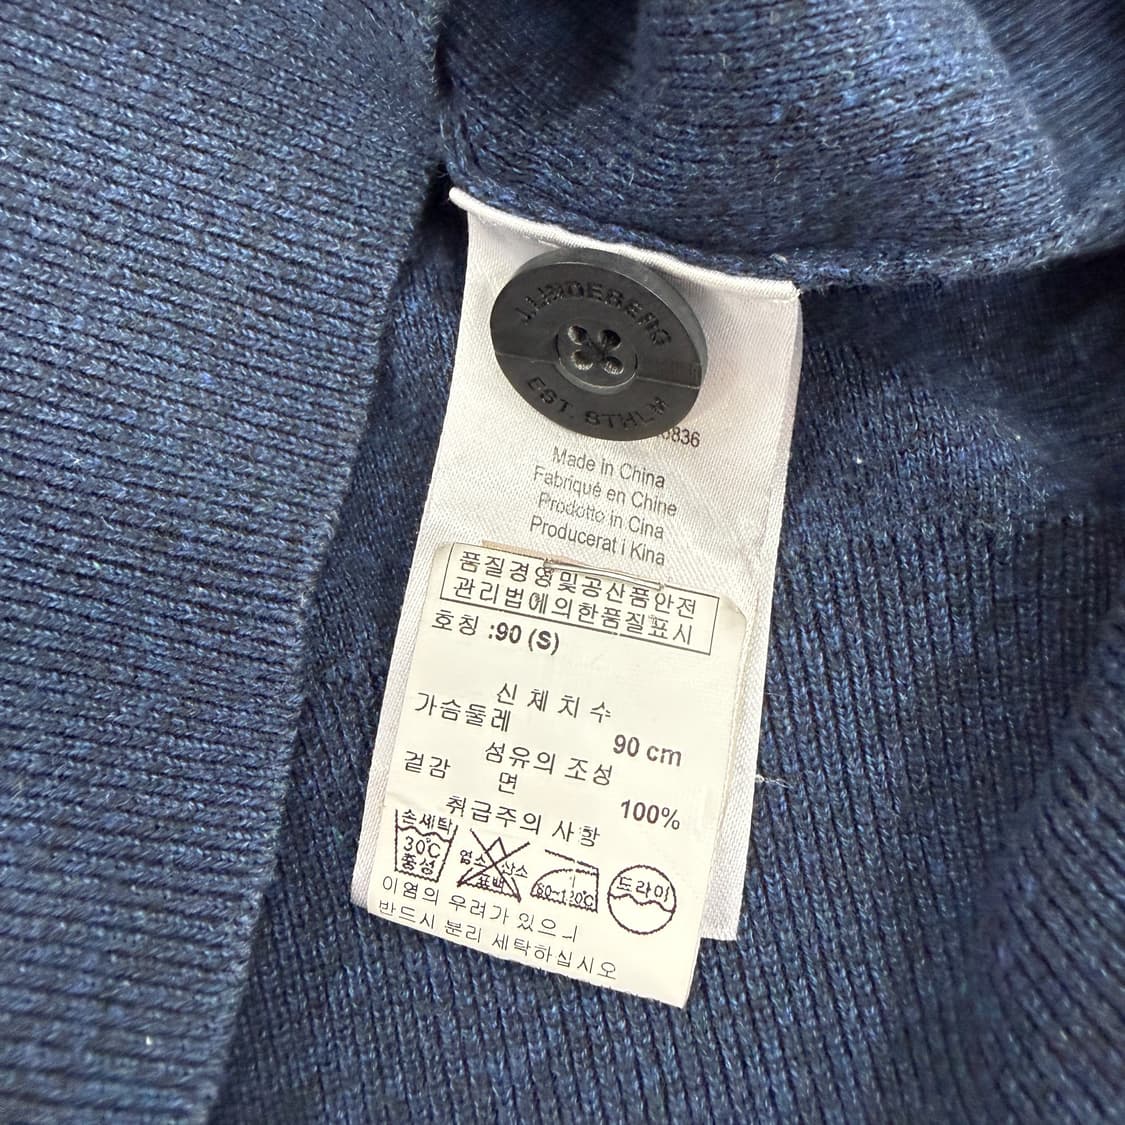 J.LINDEBERG
EST. STHLM
6836
Made in China
Fabriqué en Chine
Prodotto in Cina
Producerat i Kina
품질경영및공산품안전
관리법에의한품질표시
호칭 :90 (S)
신 체 치 수
가슴둘레
90 cm
섬유의 조성
겉감 면
100%
취급주의 사항
손세탁
30℃
중성
염소 산소
표백
80~120℃
드라이
이염의 우려가 있으니
반드시 분리 세탁하십시오